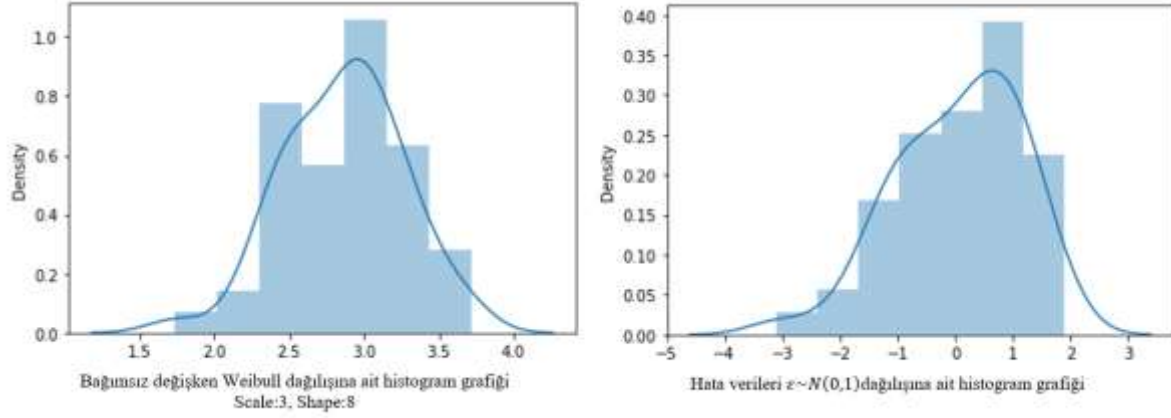 Density
1.0
0.8
0.6
0.4
0.2
0.0
1.5 2.0 2.5 3.0 3.5 4.0
Bağımsız değişken Weibull dağılışına ait histogram grafiği
Scale:3, Shape:8
Density
0.40
0.35
0.30
0.25
0.20
0.15
0.10
0.05
0.00
−5 −4 −3 −2 −1 0 1 2 3
Hata verileri ε~N(0,1)dağılışına ait histogram grafiği